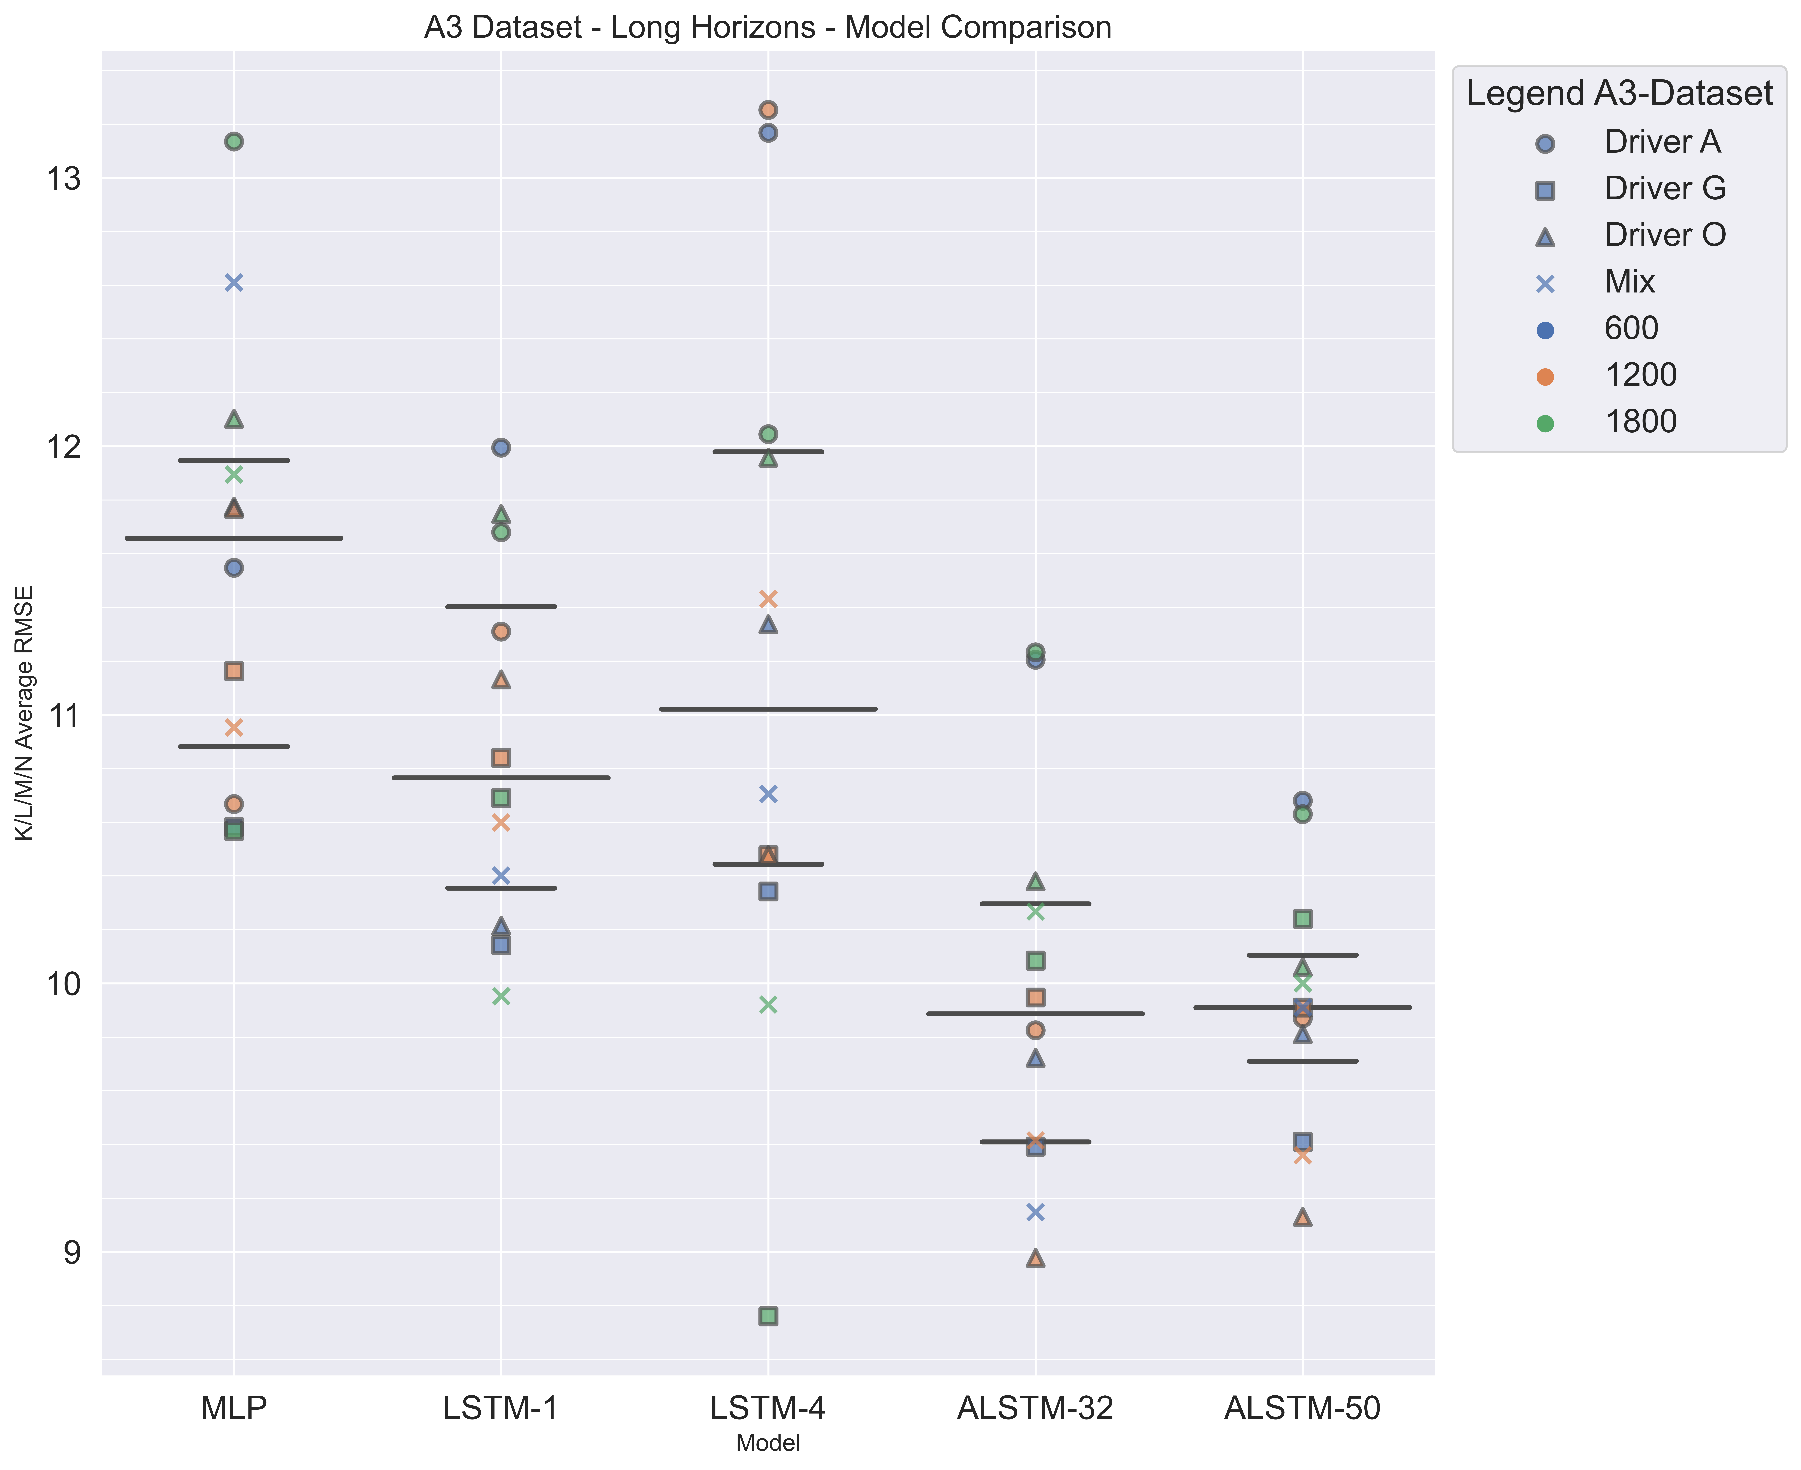 A3 Dataset - Long Horizons - Model Comparison
Legend A3-Dataset
Driver A
Driver G
Driver O
Mix
600
1200
1800
K/L/M/N Average RMSE
13
12
11
10
9
MLP
LSTM-1
LSTM-4
ALSTM-32
ALSTM-50
Model